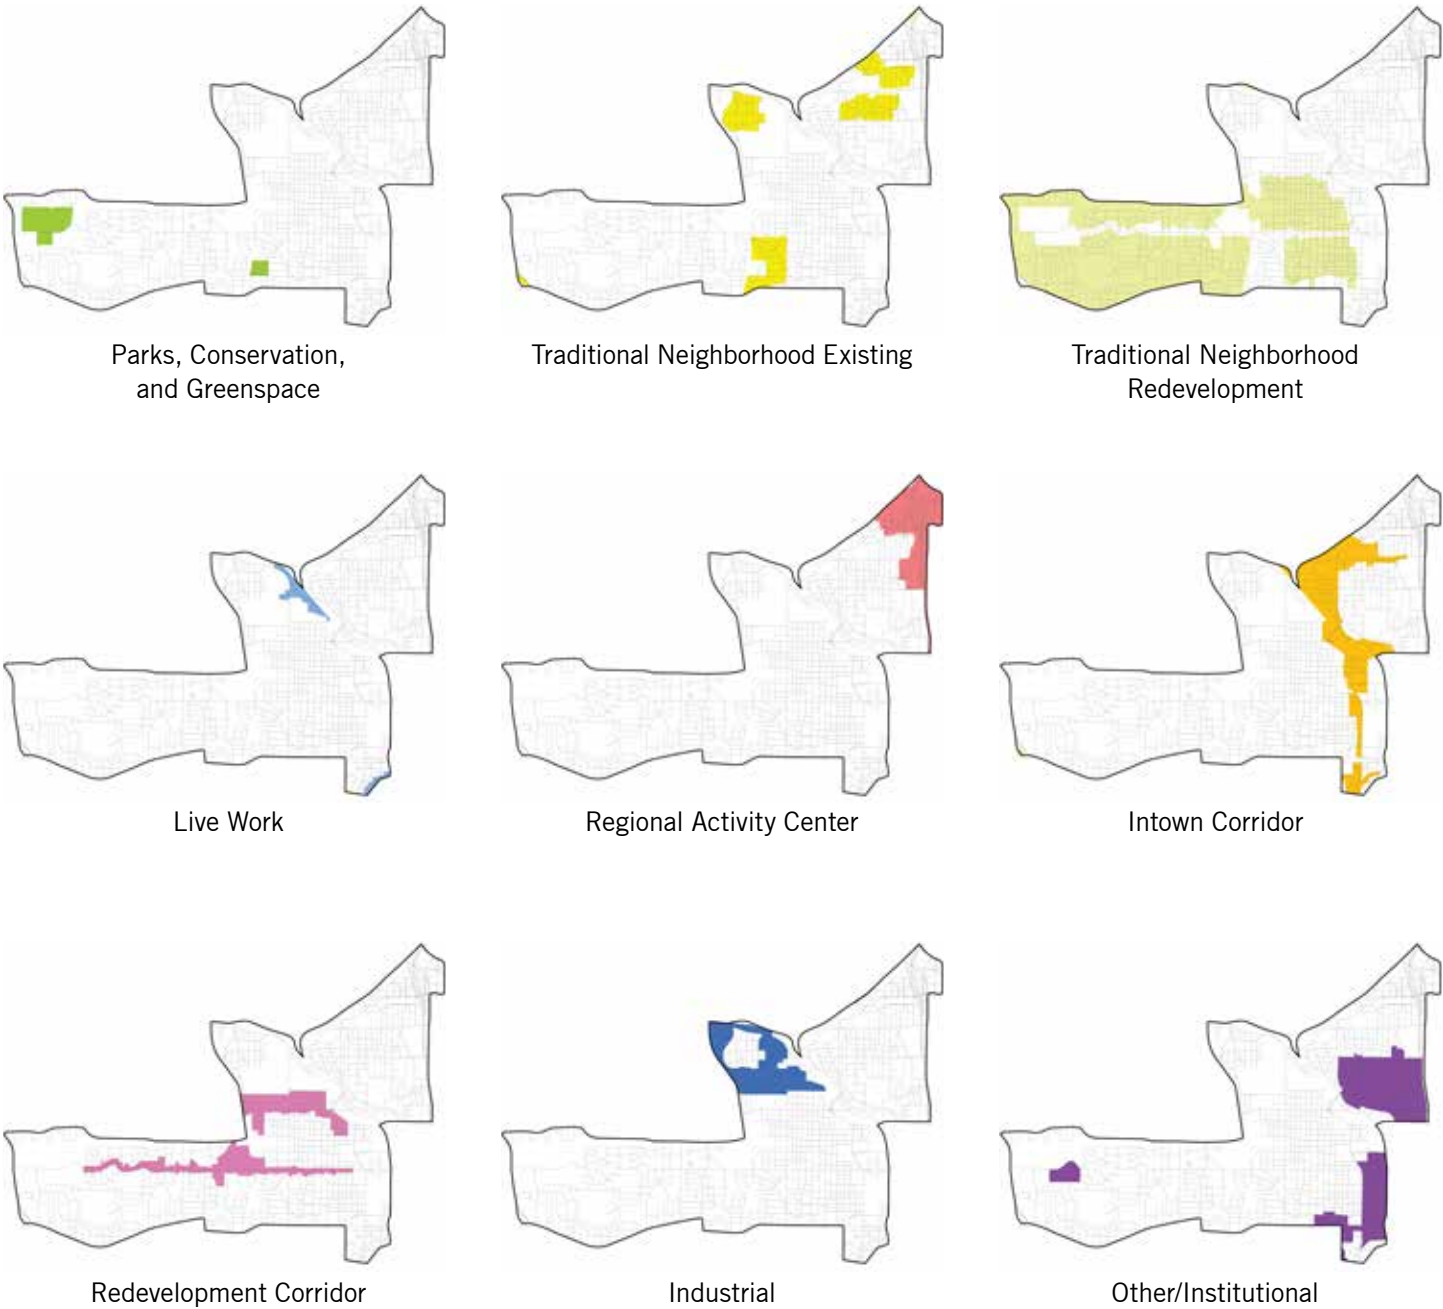 Parks, Conservation,
and Greenspace
Traditional Neighborhood Existing
Traditional Neighborhood
Redevelopment
Live Work
Regional Activity Center
Intown Corridor
Redevelopment Corridor
Industrial
Other/Institutional